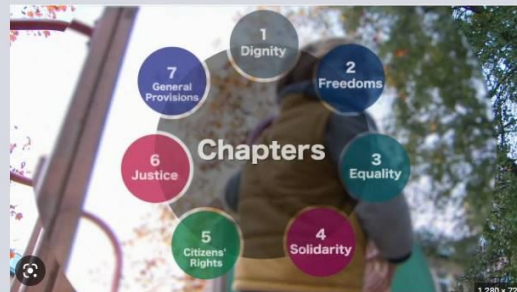 1
Dignity
2
Freedoms
3
Equality
4
Solidarity
5
Citizens'
Rights
6
Justice
7
General
Provisions
Chapters